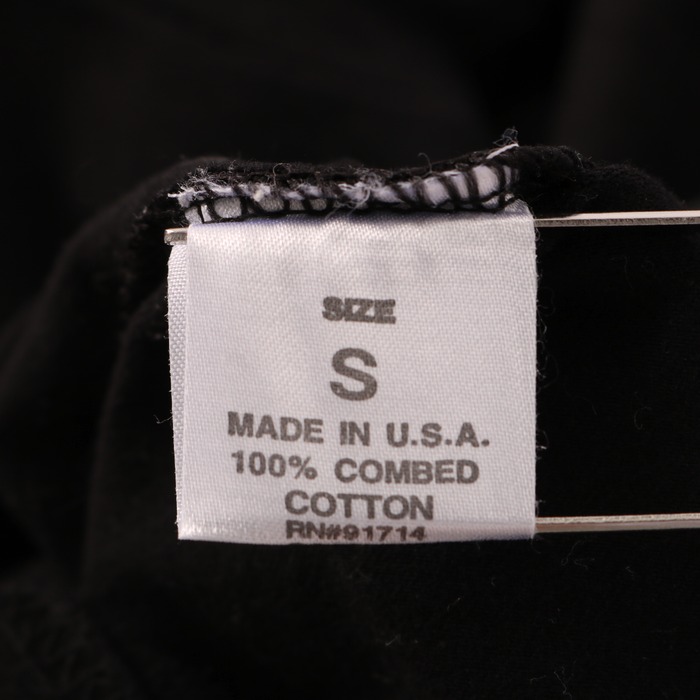 SIZE
S
MADE IN U.S.A.
100% COMBED
COTTON
RN#91714